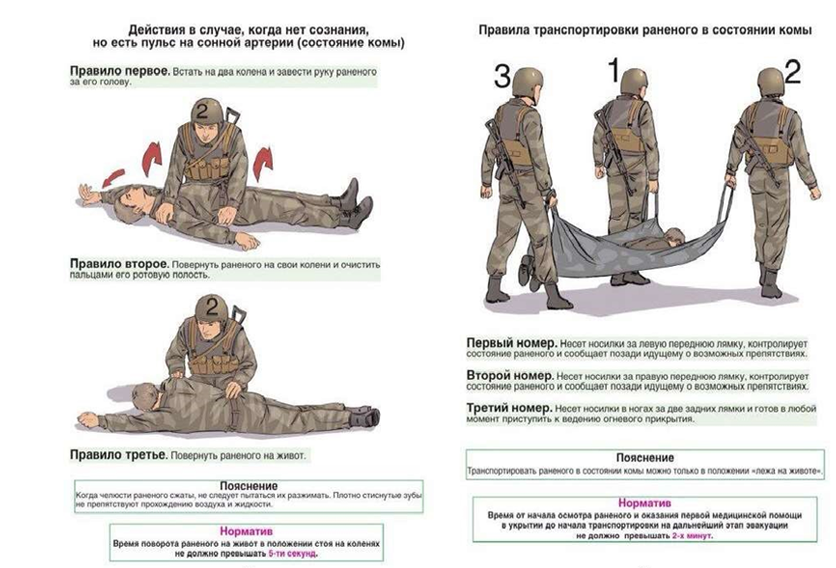 Действия в случае, когда нет сознания,
но есть пульс на сонной артерии (состояние комы)
Правило первое. Встать на два колена и завести руку раненого
за его голову.
2
Правило второе. Повернуть раненого на свои колени и очистить
пальцами его ротовую полость.
2
Правило третье. Повернуть раненого на живот.
Пояснение
Когда челюсти раненого сжаты, не следует пытаться их разжимать. Плотно стиснутые зубы
не препятствуют прохождению воздуха и жидкости.
Норматив
Время поворота раненого на живот в положении стоя на коленях
не должно превышать 5-ти секунд.
Правила транспортировки раненого в состоянии комы
3 1 2
Первый номер. Несет носилки за левую переднюю лямку, контролирует
состояние раненого и сообщает позади идущему о возможных препятствиях.
Второй номер. Несет носилки за правую переднюю лямку, контролирует
состояние раненого и сообщает позади идущему о возможных препятствиях.
Третий номер. Несет носилки в ногах за две задних лямки и готов в любой
момент приступить к ведению огневого прикрытия.
Пояснение
Транспортировать раненого в состоянии комы можно только в положении «лежа на животе».
Норматив
Время от начала осмотра раненого и оказания первой медицинской помощи
в укрытии до начала транспортировки на дальнейший этап эвакуации
не должно превышать 2-х минут.